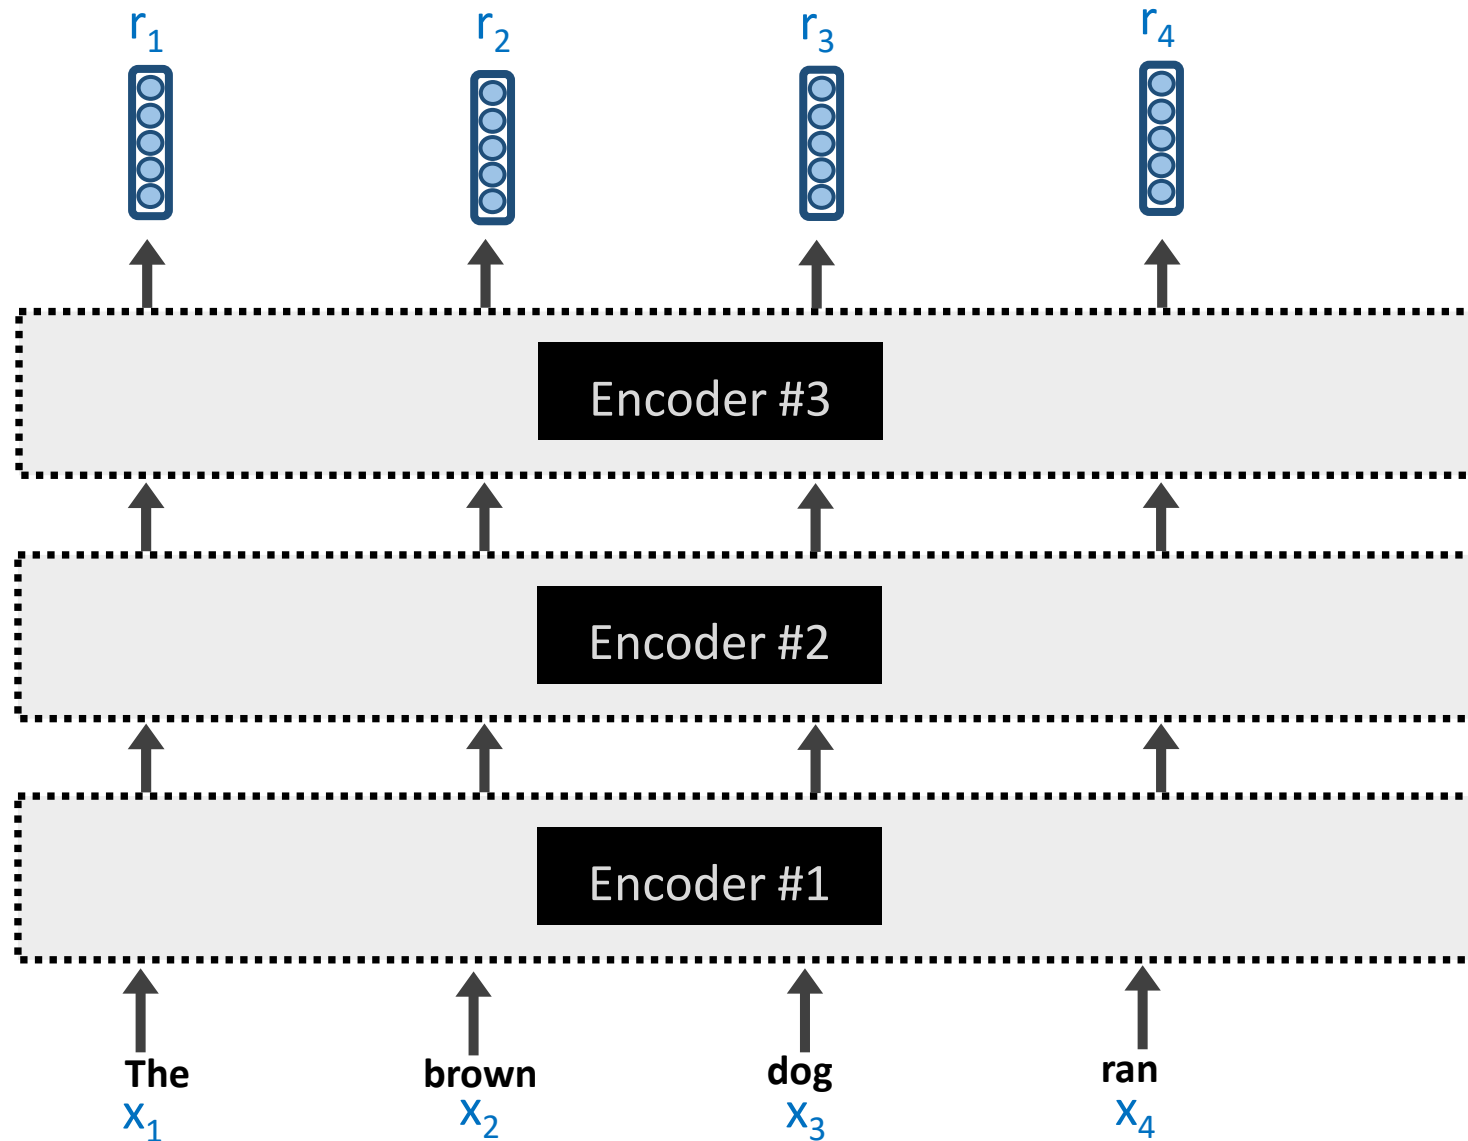 r₁ r₂ r₃ r₄
Encoder #3
Encoder #2
Encoder #1
The brown dog ran
x₁ x₂ x₃ x₄